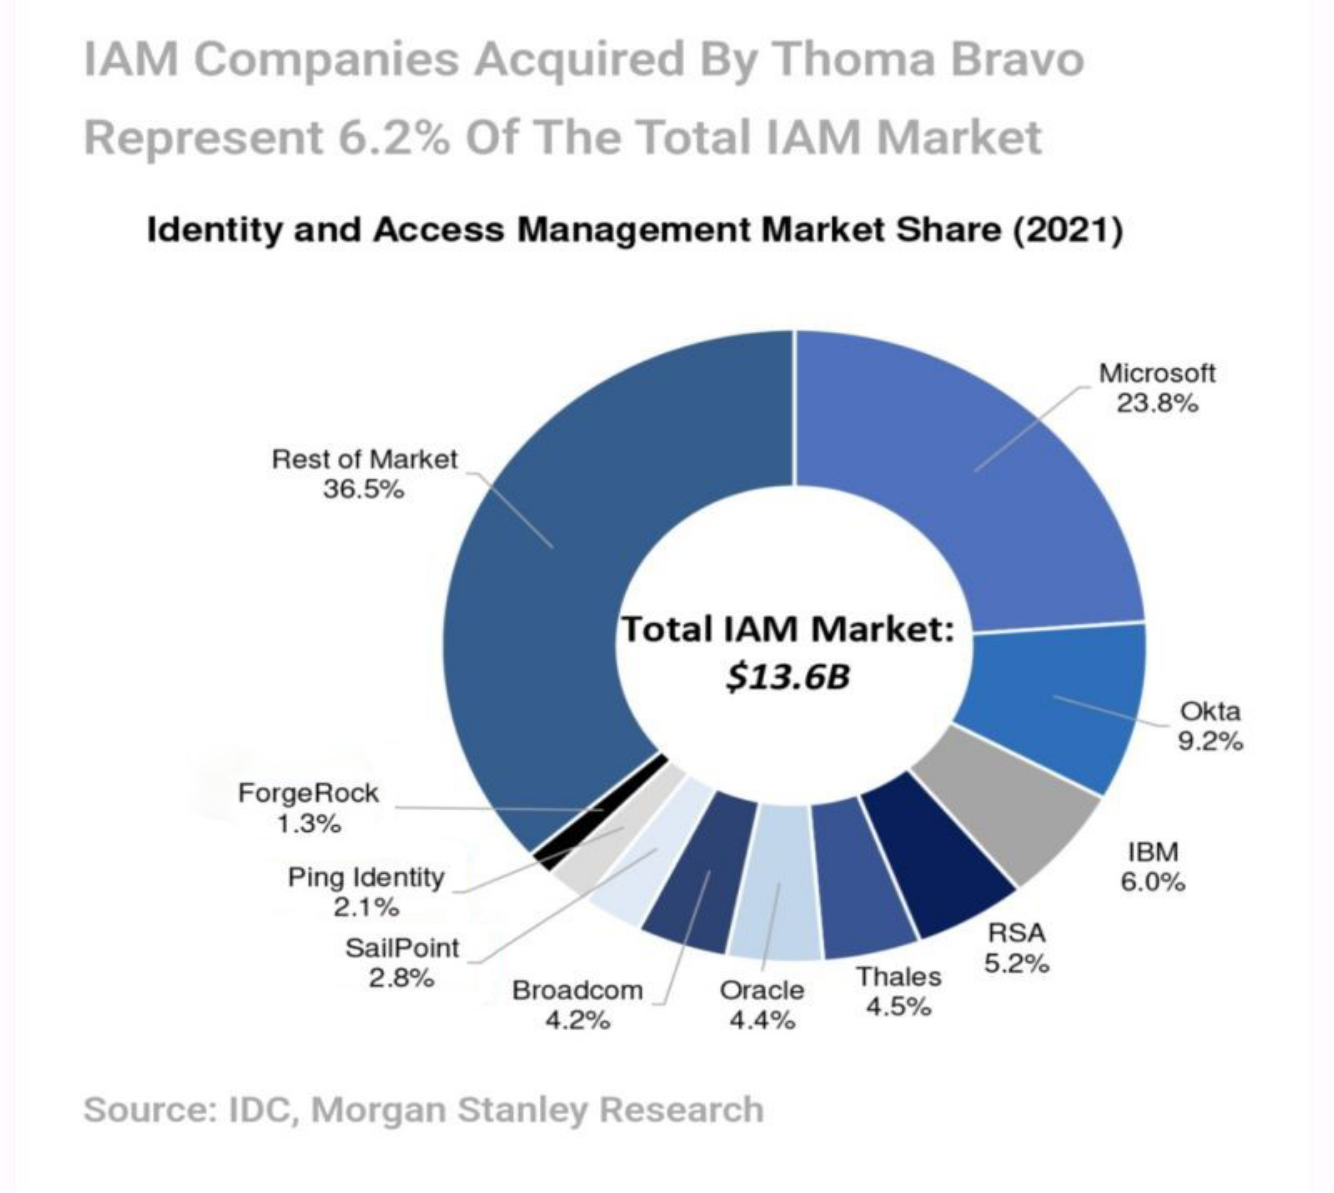 IAM Companies Acquired By Thoma Bravo
Represent 6.2% Of The Total IAM Market
Identity and Access Management Market Share (2021)
Microsoft
23.8%
Rest of Market
36.5%
Total IAM Market:
$13.6B
Okta
9.2%
ForgeRock
1.3%
IBM
6.0%
Ping Identity
2.1%
RSA
5.2%
SailPoint
2.8%
Thales
4.5%
Broadcom
4.2%
Oracle
4.4%
Source: IDC, Morgan Stanley Research